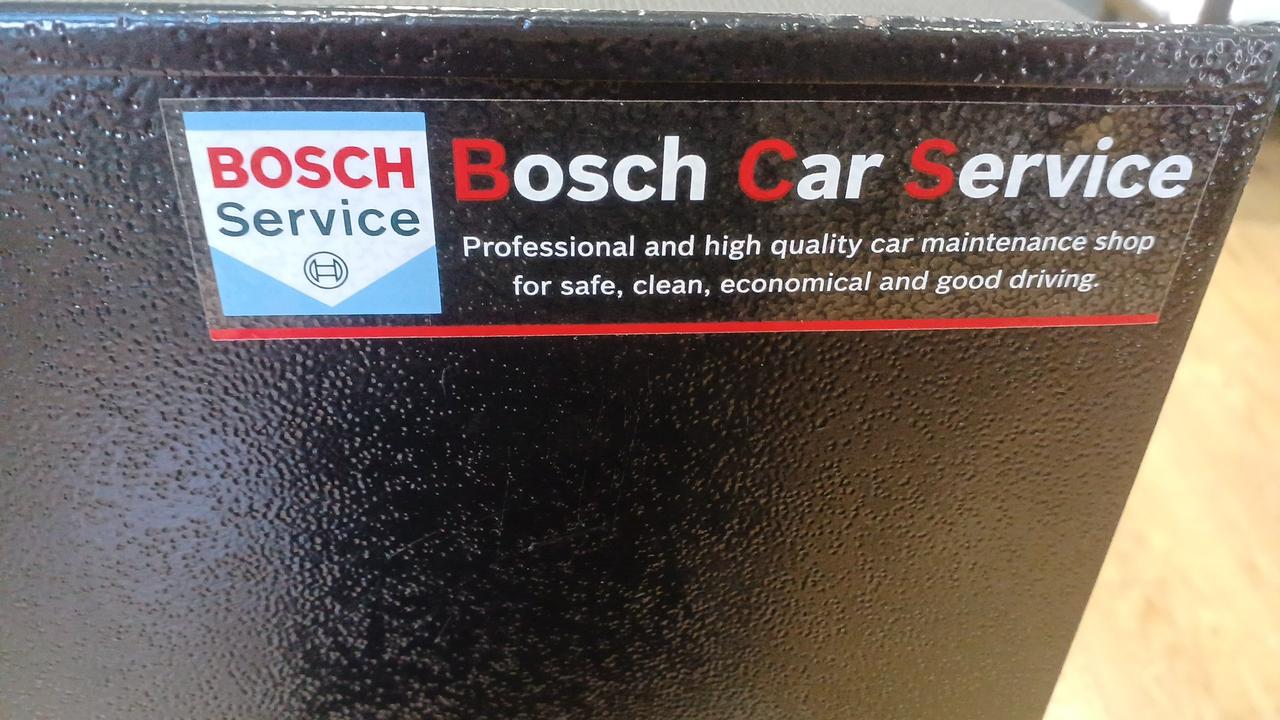 BOSCH
Service
Bosch Car Service
Professional and high quality car maintenance shop
for safe, clean, economical and good driving.